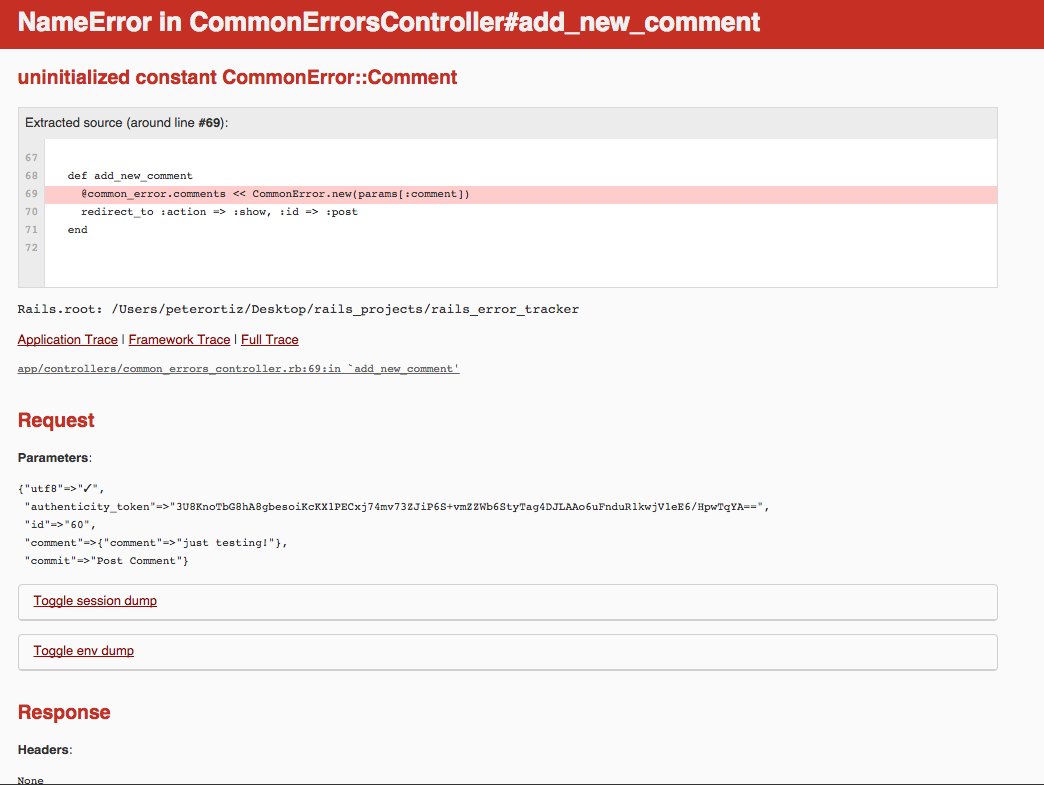 NameError in CommonErrorsController#add_new_comment
uninitialized constant CommonError::Comment
Extracted source (around line #69):
67
68 def add_new_comment
69 @common_error.comments << CommonError.new(params[:comment])
70 redirect_to :action => :show, :id => :post
71 end
72
Rails.root: /Users/peterortiz/Desktop/rails_projects/rails_error_tracker
Application Trace | Framework Trace | Full Trace
app/controllers/common_errors_controller.rb:69:in `add_new_comment'
Request
Parameters:
{"utf8"=>"✓",
"authenticity_token"=>"3U8KnoTbG8hA8gbesoiKcKX1PECxj74mv73ZJiP6S+vmZZWb6StyTag4DJLAAo6uFnduRlkwjV1eE6/HpwTqYA==",
"id"=>"60",
"comment"=>{"comment"=>"just testing!"},
"commit"=>"Post Comment"}
Toggle session dump
Toggle env dump
Response
Headers:
None